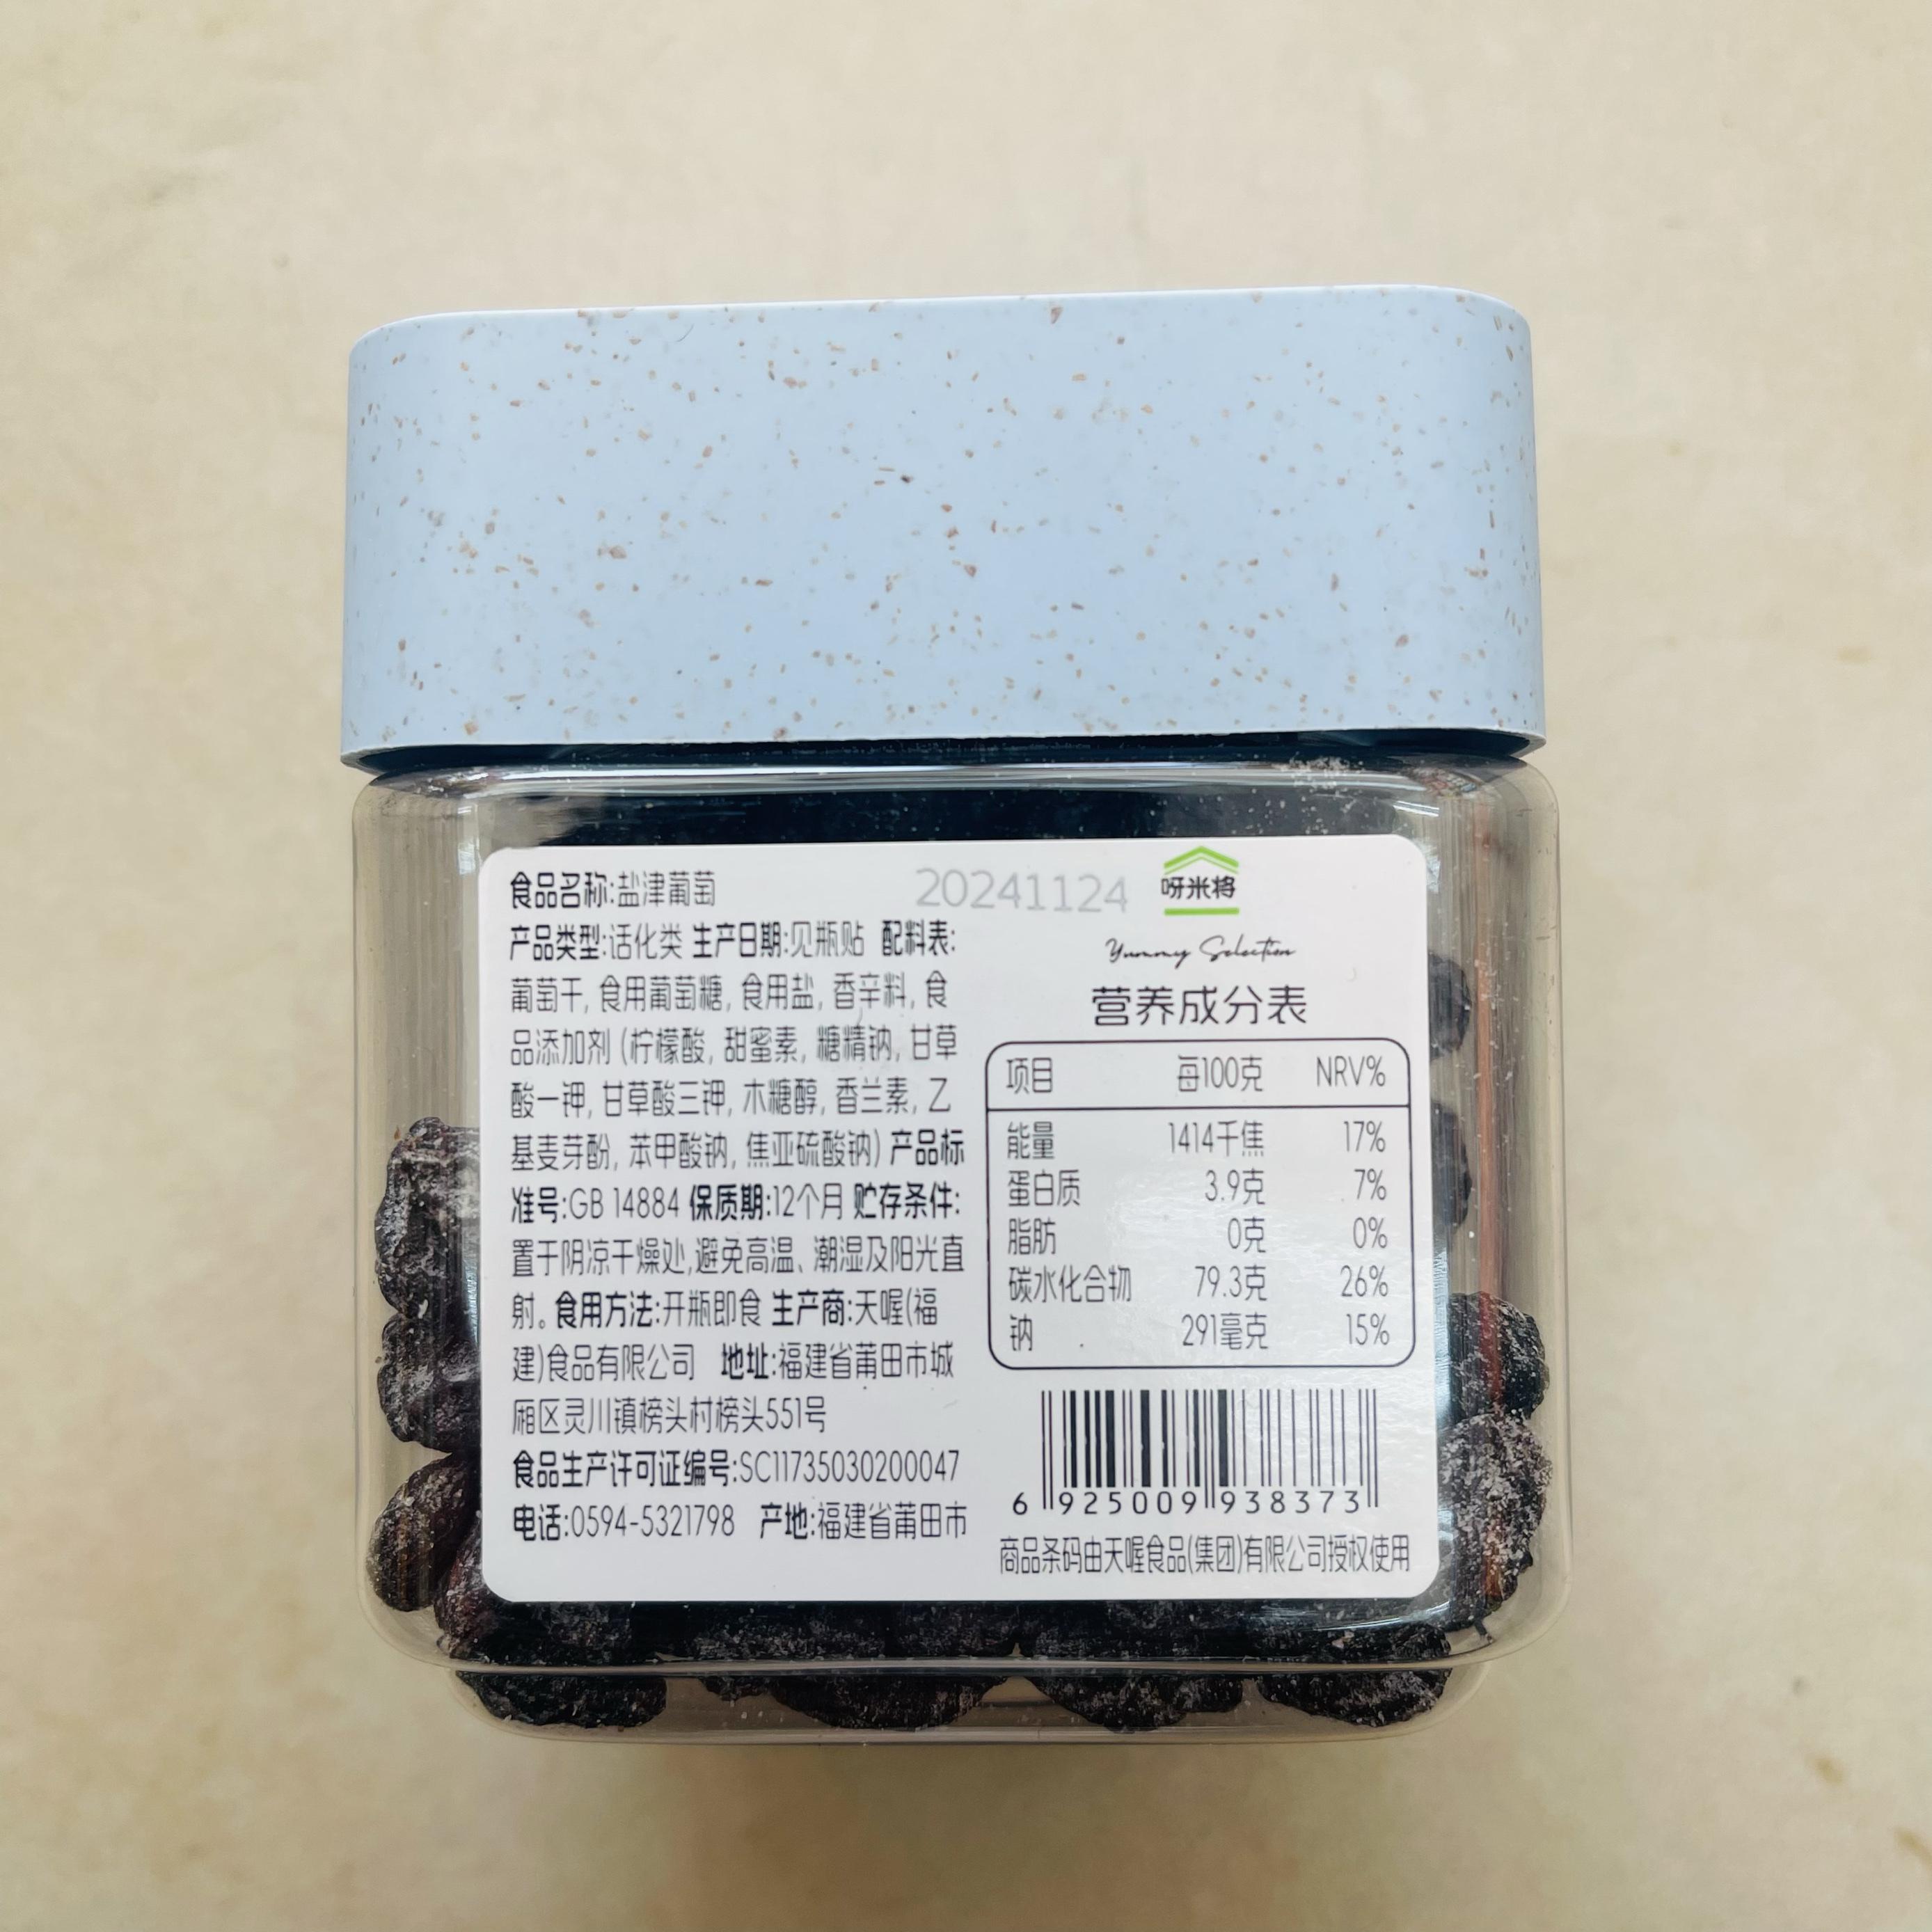 食品名称:盐津葡萄
产品类型:话化类 生产日期:见瓶贴 配料表:
葡萄干, 食用葡萄糖, 食用盐, 香辛料, 食
品添加剂 (柠檬酸, 甜蜜素, 糖精钠, 甘草
酸一钾, 甘草酸三钾, 木糖醇, 香兰素, 乙
基麦芽酚, 苯甲酸钠, 焦亚硫酸钠) 产品标
准号:GB 14884 保质期:12个月 贮存条件:
置于阴凉干燥处,避免高温、潮湿及阳光直
射。食用方法:开瓶即食 生产商:天喔(福
建)食品有限公司 地址:福建省莆田市城
厢区灵川镇榜头村榜头551号
食品生产许可证编号:SC11735030200047
电话:0594-5321798 产地:福建省莆田市
20241124
呀米将
Yummy Selection
营养成分表
项目 每100克 NRV%
能量 1414千焦 17%
蛋白质 3.9克 7%
脂肪 0克 0%
碳水化合物 79.3克 26%
钠 291毫克 15%
6 925009 938373
商品条码由天喔食品(集团)有限公司授权使用